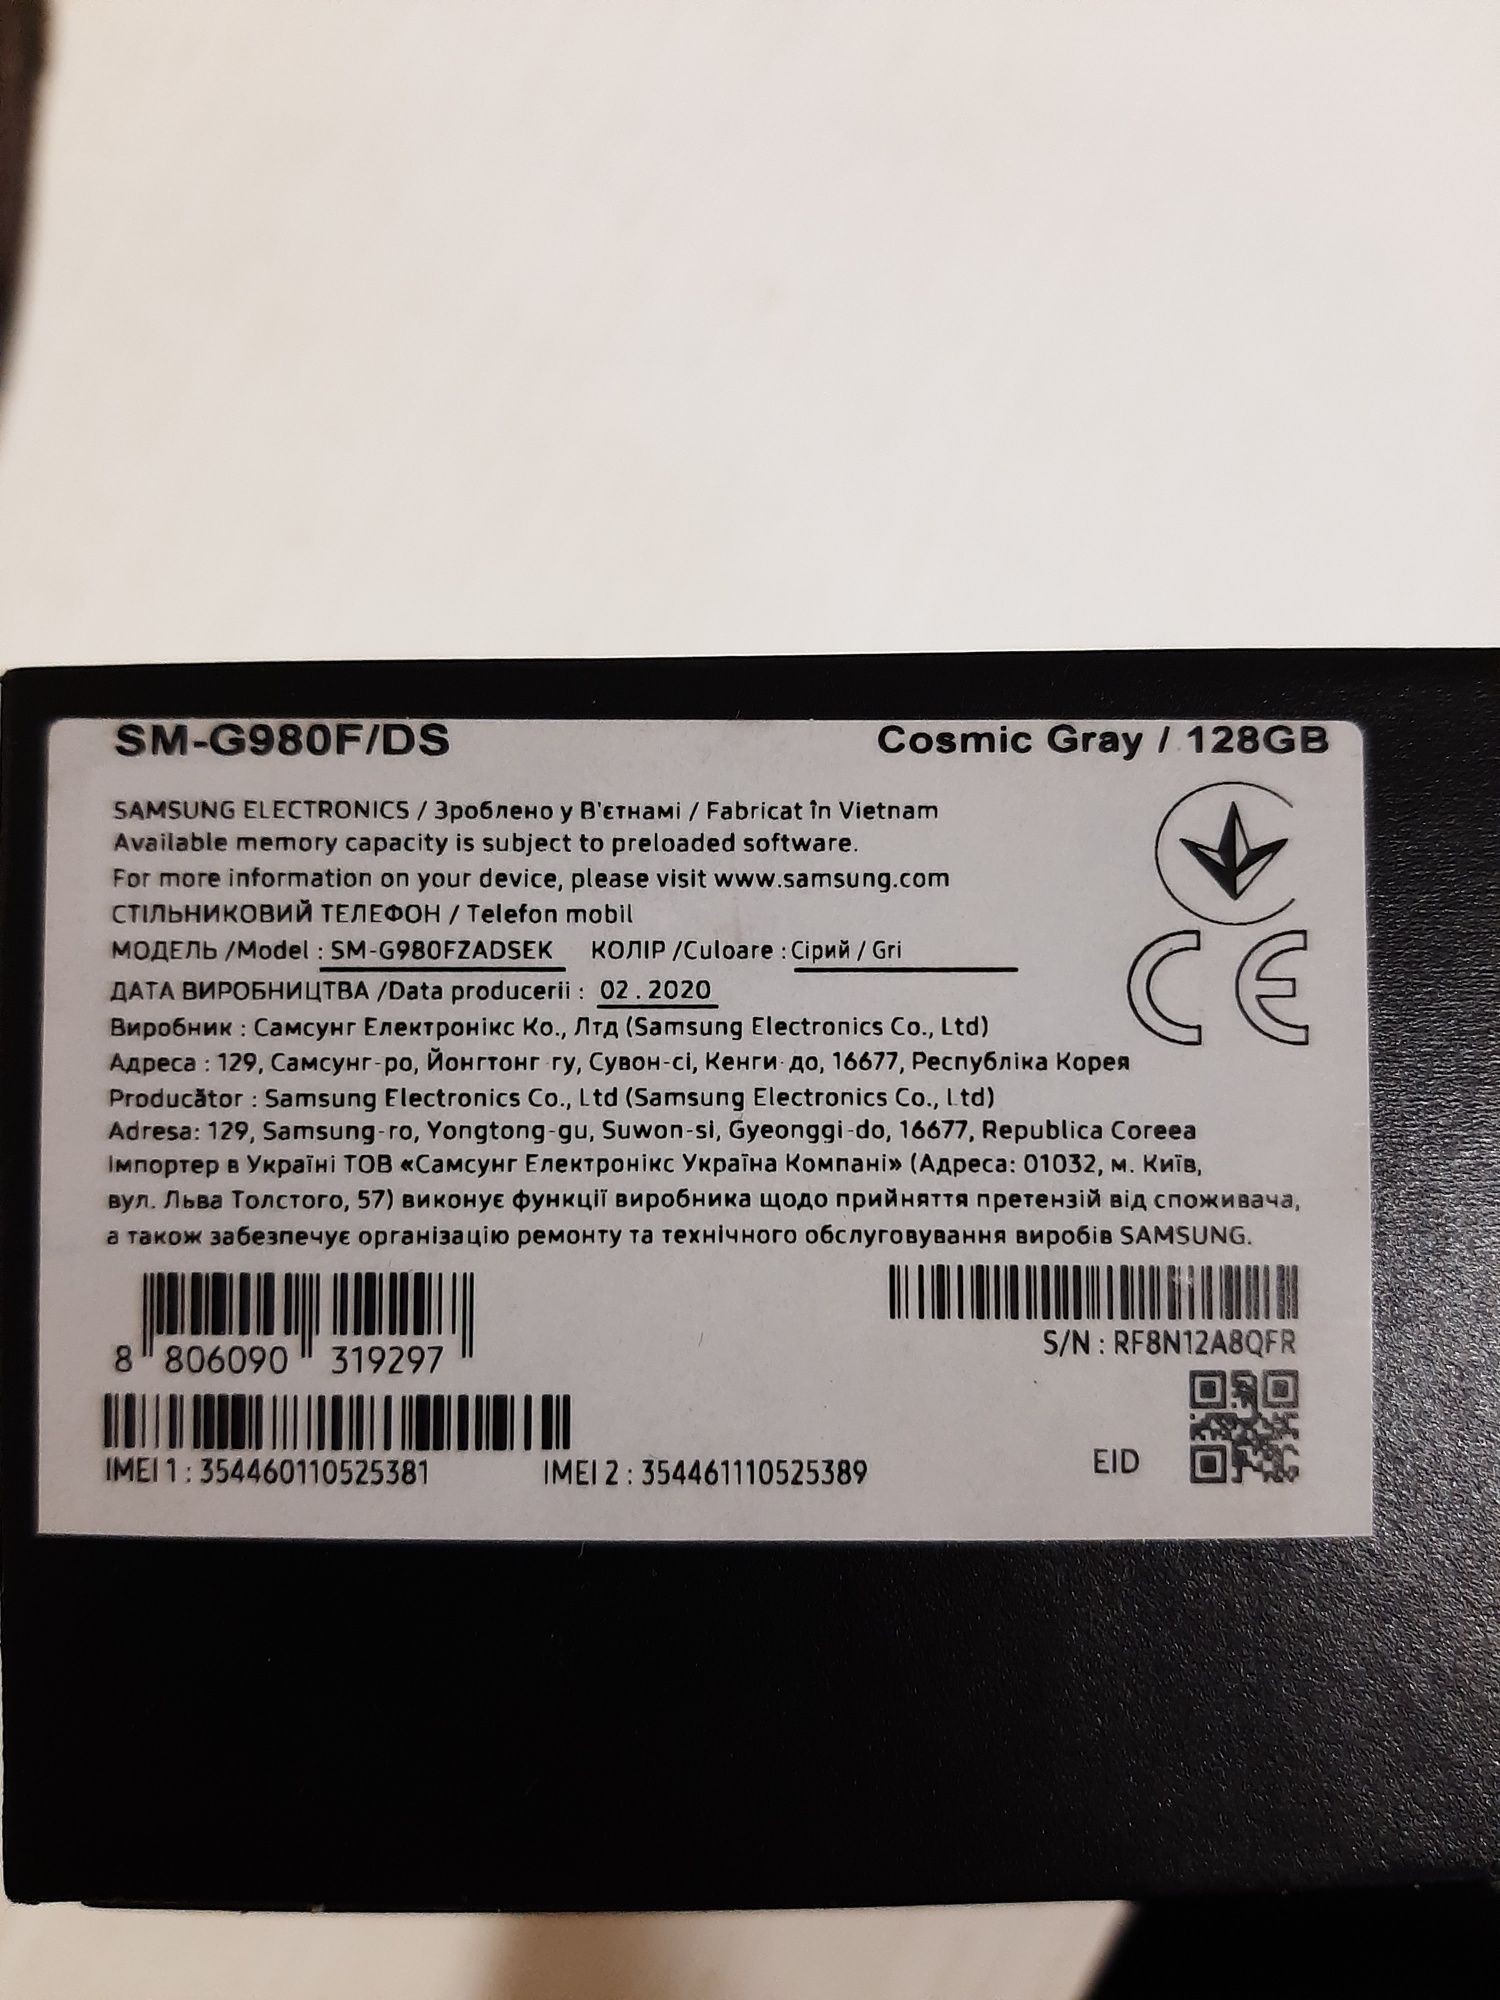 SM-G980F/DS Cosmic Gray / 128GB
SAMSUNG ELECTRONICS / Зроблено у В'єтнамі / Fabricat în Vietnam
Available memory capacity is subject to preloaded software.
For more information on your device, please visit www.samsung.com
СТІЛЬНИКОВИЙ ТЕЛЕФОН / Telefon mobil
МОДЕЛЬ /Model : SM-G980FZADSEK КОЛІР /Culoare : Сірий / Gri
ДАТА ВИРОБНИЦТВА /Data producerii : 02 . 2020
Виробник : Самсунг Електронікс Ко., Лтд (Samsung Electronics Co., Ltd)
Адреса : 129, Самсунг-ро, Йонгтонг гу, Сувон-сі, Кенги-до, 16677, Республіка Корея
Producător : Samsung Electronics Co., Ltd (Samsung Electronics Co., Ltd)
Adresa: 129, Samsung-ro, Yongtong-gu, Suwon-si, Gyeonggi-do, 16677, Republica Coreea
Імпортер в Україні ТОВ «Самсунг Електронікс Україна Компані» (Адреса: 01032, м. Київ,
вул. Льва Толстого, 57) виконує функції виробника щодо прийняття претензій від споживача,
а також забезпечує організацію ремонту та технічного обслуговування виробів SAMSUNG.
8 806090 319297
S/N : RF8N12A8QFR
IMEI 1 : 354460110525381 IMEI 2 : 354461110525389
EID
CE